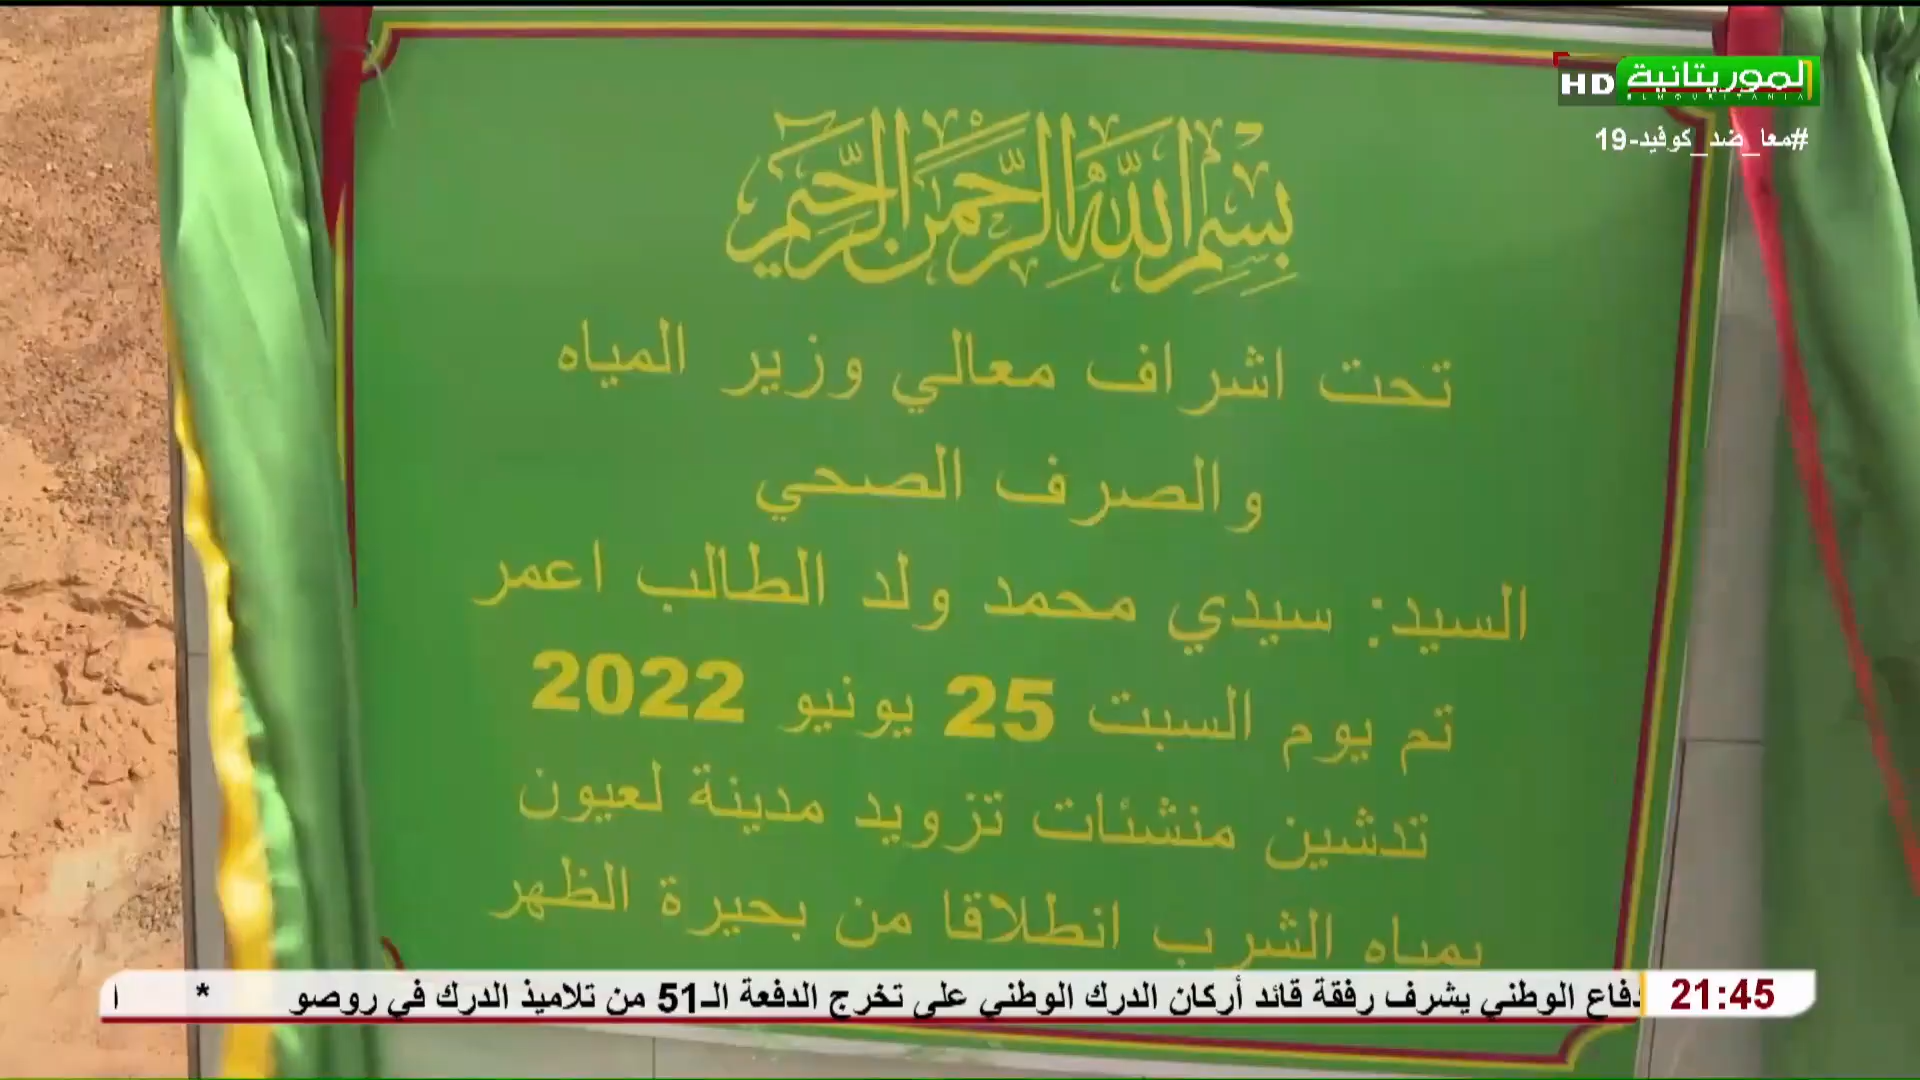 HD الموريتانية
ELMOURITANIA
#معا_ضد_كوفيد-19
بسم الله الرحمن الرحيم
تحت اشراف معالي وزير المياه
والصرف الصحي
السيد: سيدي محمد ولد الطالب اعمر
تم يوم السبت 25 يونيو 2022
تدشين منشئات تزويد مدينة لعيون
بمياه الشرب انطلاقا من بحيرة الظهر
دفاع الوطني يشرف رفقة قائد أركان الدرك الوطني على تخرج الدفعة الـ51 من تلاميذ الدرك في روصو * ا
21:45